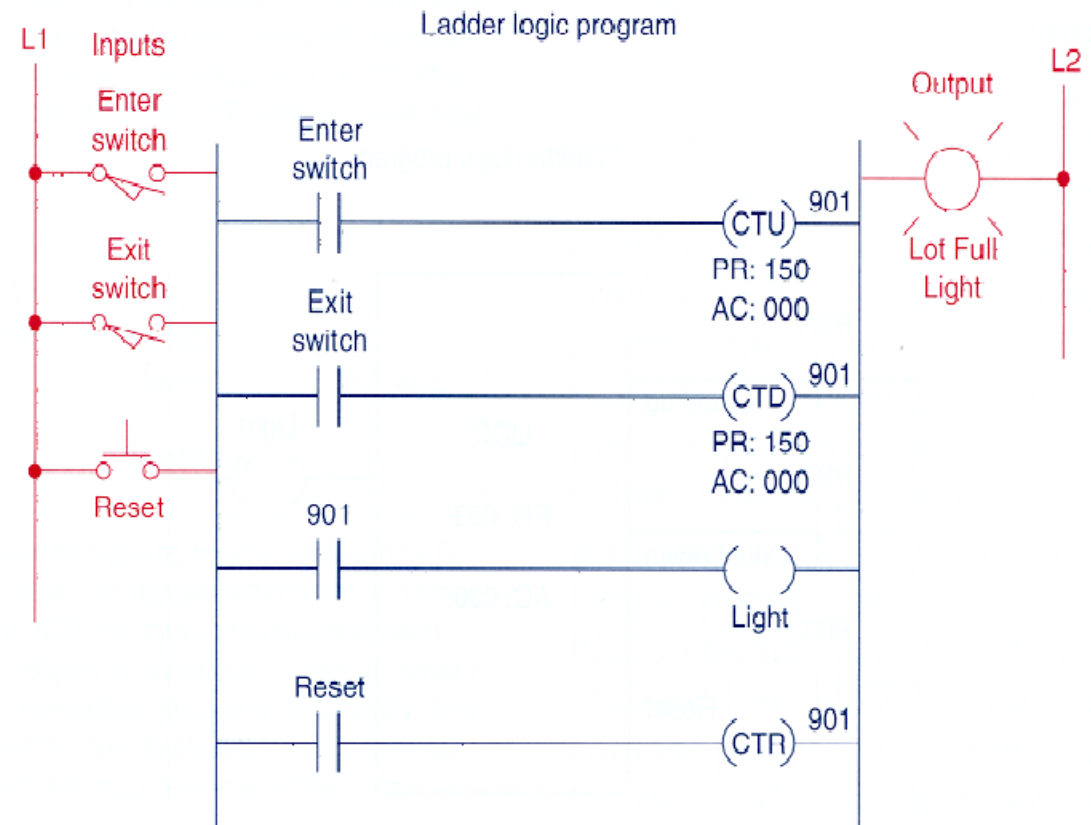 Ladder logic program
L1
Inputs
L2
Output
Enter
switch
Enter
switch
901
CTU
PR: 150
AC: 000
Lot Full
Light
Exit
switch
Exit
switch
901
CTD
PR: 150
AC: 000
Reset
901
Light
Reset
901
CTR